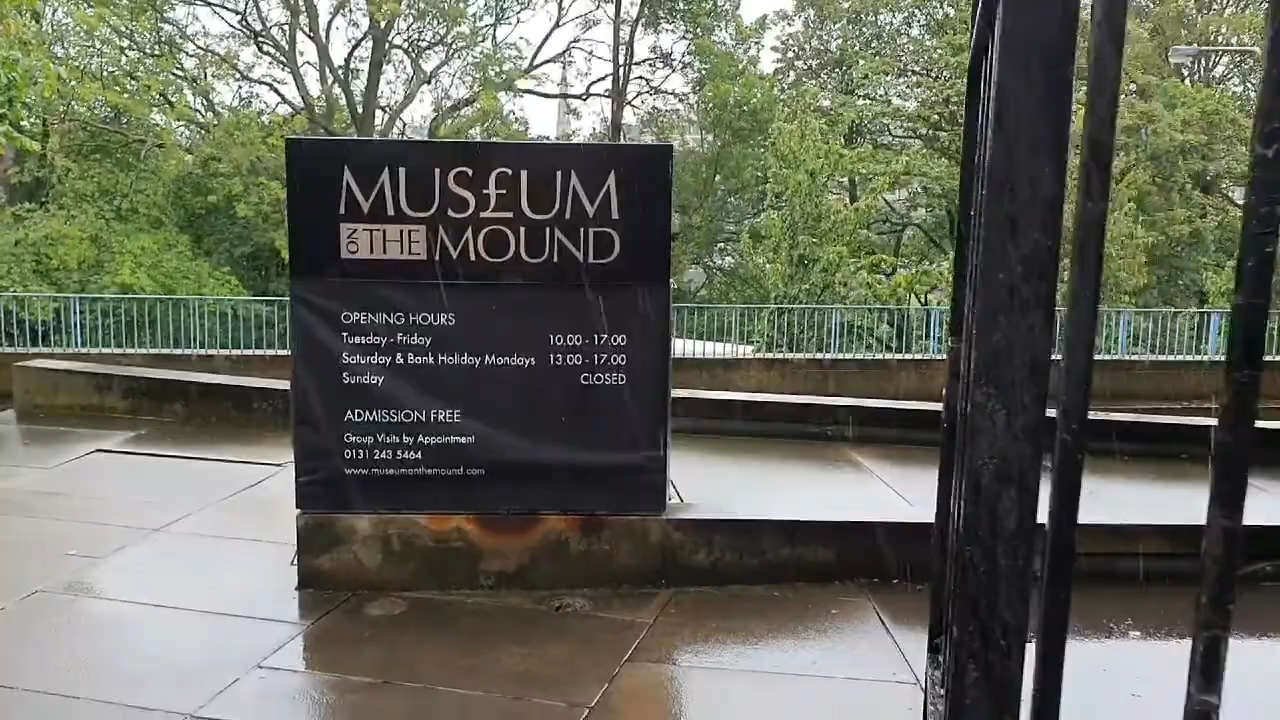 MUS£UM
ON THE MOUND
OPENING HOURS
Tuesday - Friday 10.00 - 17.00
Saturday & Bank Holiday Mondays 13.00 - 17.00
Sunday CLOSED
ADMISSION FREE
Group Visits by Appointment
0131 243 5464
www.museumonthemound.com